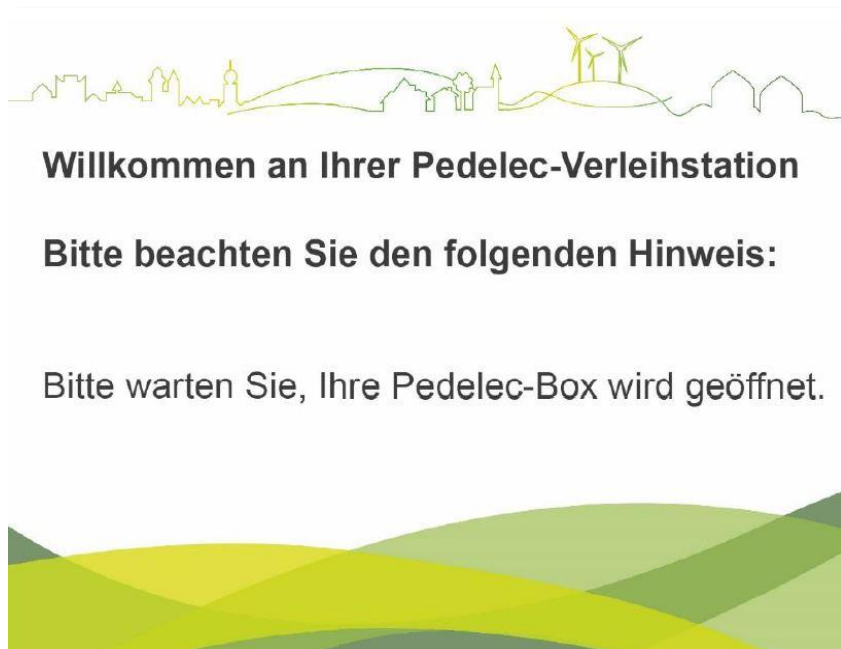 Willkommen an Ihrer Pedelec-Verleihstation
Bitte beachten Sie den folgenden Hinweis:
Bitte warten Sie, Ihre Pedelec-Box wird geöffnet.